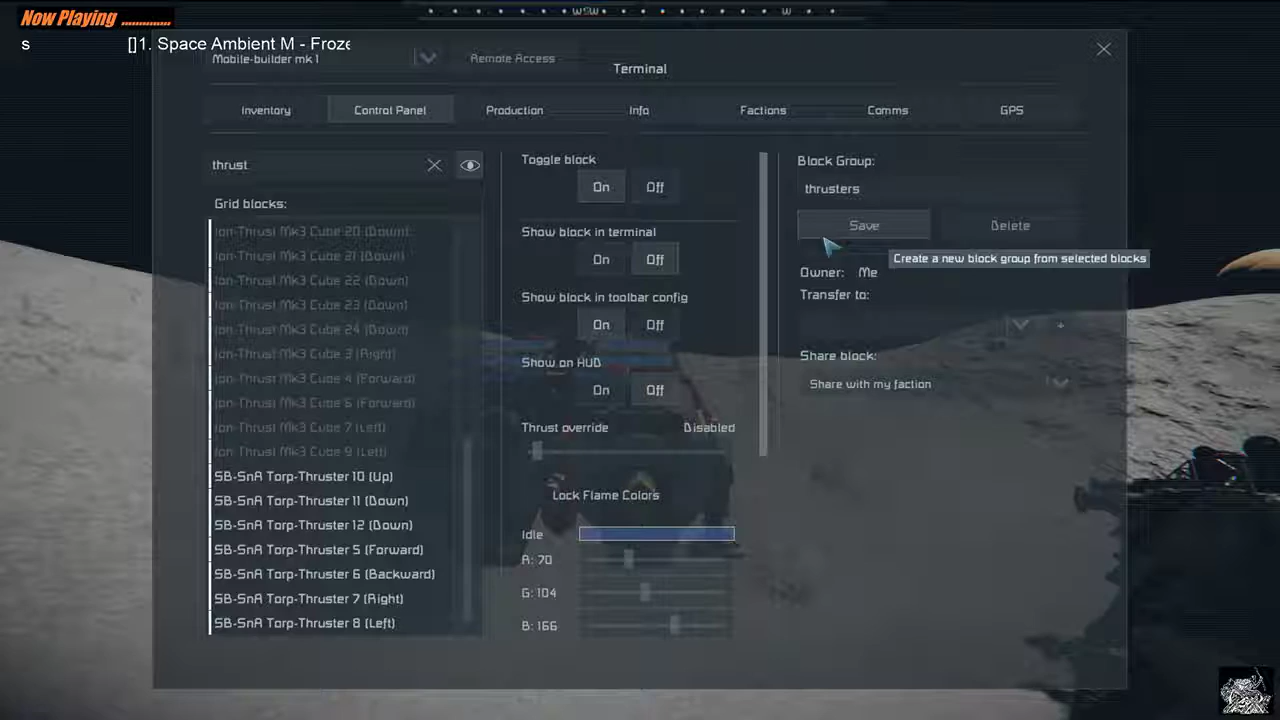 Now Playing ............
WSW
W
s
[]1. Space Ambient M - Froze
Mobile-builder mk 1
Remote Access
Terminal
Inventory
Control Panel
Production
Info
Factions
Comms
GPS
thrust
Grid blocks:
Ion-Thrust Mk3 Cube 20 (Down)
Ion-Thrust Mk3 Cube 21 (Down)
Ion-Thrust Mk3 Cube 22 (Down)
Ion-Thrust Mk3 Cube 23 (Down)
Ion-Thrust Mk3 Cube 24 (Down)
Ion-Thrust Mk3 Cube 3 (Right)
Ion-Thrust Mk3 Cube 4 (Forward)
Ion-Thrust Mk3 Cube 6 (Forward)
Ion-Thrust Mk3 Cube 7 (Left)
Ion-Thrust Mk3 Cube 9 (Left)
SB-SnA Torp-Thruster 10 (Up)
SB-SnA Torp-Thruster 11 (Down)
SB-SnA Torp-Thruster 12 (Down)
SB-SnA Torp-Thruster 5 (Forward)
SB-SnA Torp-Thruster 6 (Backward)
SB-SnA Torp-Thruster 7 (Right)
SB-SnA Torp-Thruster 8 (Left)
Toggle block
On Off
Show block in terminal
On Off
Show block in toolbar config
On Off
Show on HUD
On Off
Thrust override Disabled
Lock Flame Colors
Idle
R: 70
G: 104
B: 166
Block Group:
thrusters
Save Delete
Create a new block group from selected blocks
Owner: Me
Transfer to:
Share block:
Share with my faction